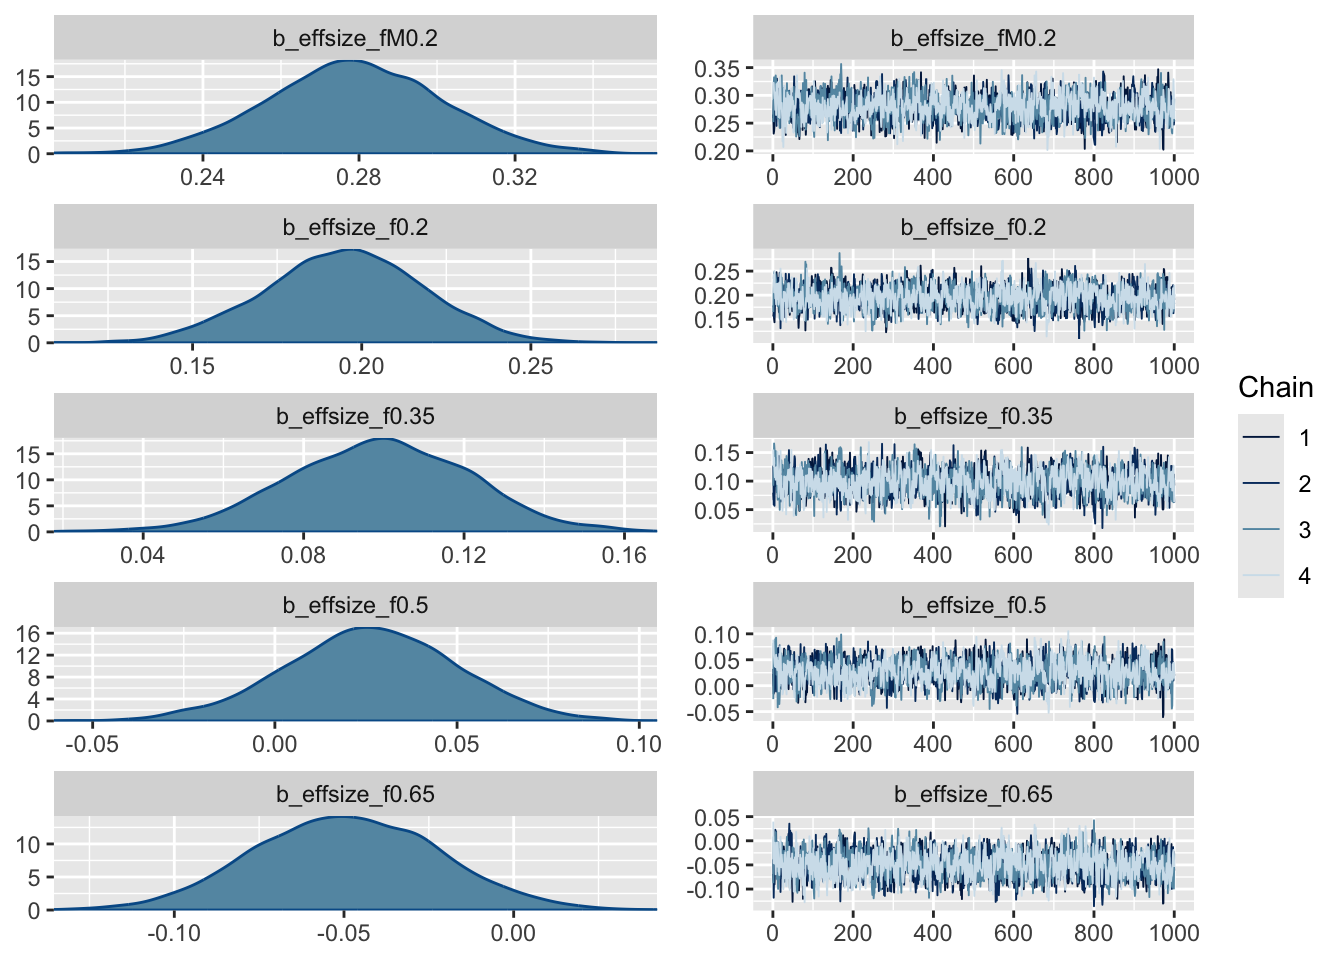 b_effsize_fM0.2
15
10
5
0
0.24 0.28 0.32
b_effsize_fM0.2
0.35
0.30
0.25
0.20
0 200 400 600 800 1000
b_effsize_f0.2
15
10
5
0
0.15 0.20 0.25
b_effsize_f0.2
0.25
0.20
0.15
0 200 400 600 800 1000
b_effsize_f0.35
15
10
5
0
0.04 0.08 0.12 0.16
b_effsize_f0.35
0.15
0.10
0.05
0 200 400 600 800 1000
b_effsize_f0.5
16
12
8
4
0
-0.05 0.00 0.05 0.10
b_effsize_f0.5
0.10
0.05
0.00
-0.05
0 200 400 600 800 1000
b_effsize_f0.65
10
5
0
-0.10 -0.05 0.00
b_effsize_f0.65
0.05
0.00
-0.05
-0.10
0 200 400 600 800 1000
Chain
1
2
3
4